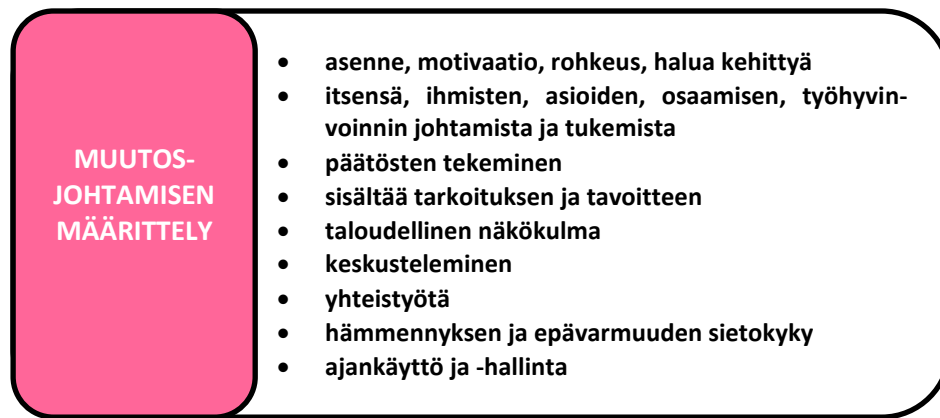 MUUTOS-
JOHTAMISEN
MÄÄRITTELY
• asenne, motivaatio, rohkeus, halua kehittyä
• itsensä, ihmisten, asioiden, osaamisen, työhyvin-
voinnin johtamista ja tukemista
• päätösten tekeminen
• sisältää tarkoituksen ja tavoitteen
• taloudellinen näkökulma
• keskusteleminen
• yhteistyötä
• hämmennyksen ja epävarmuuden sietokyky
• ajankäyttö ja -hallinta